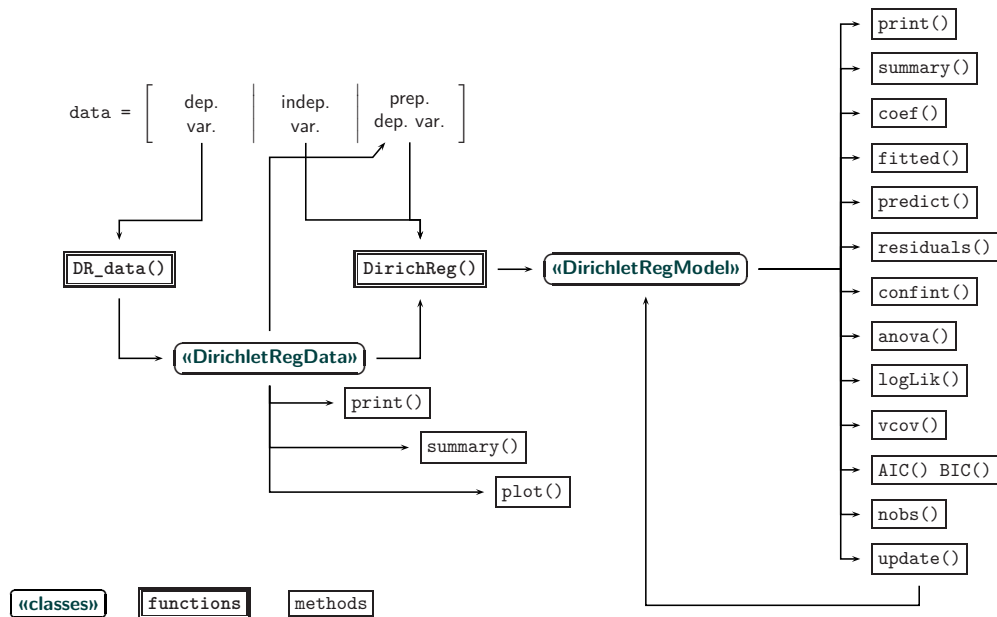 data =
dep.
var.
indep.
var.
prep.
dep. var.
DR_data()
DirichReg()
«DirichletRegModel»
«DirichletRegData»
print()
summary()
plot()
print()
summary()
coef()
fitted()
predict()
residuals()
confint()
anova()
logLik()
vcov()
AIC() BIC()
nobs()
update()
«classes»
functions
methods